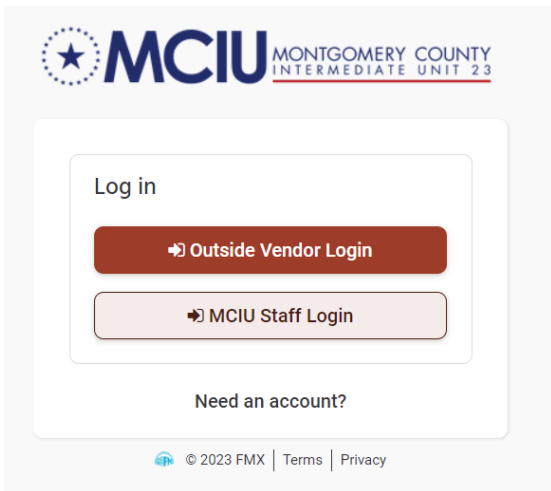 MCIU MONTGOMERY COUNTY
INTERMEDIATE UNIT 23
Log in
Outside Vendor Login
MCIU Staff Login
Need an account?
FM © 2023 FMX | Terms | Privacy